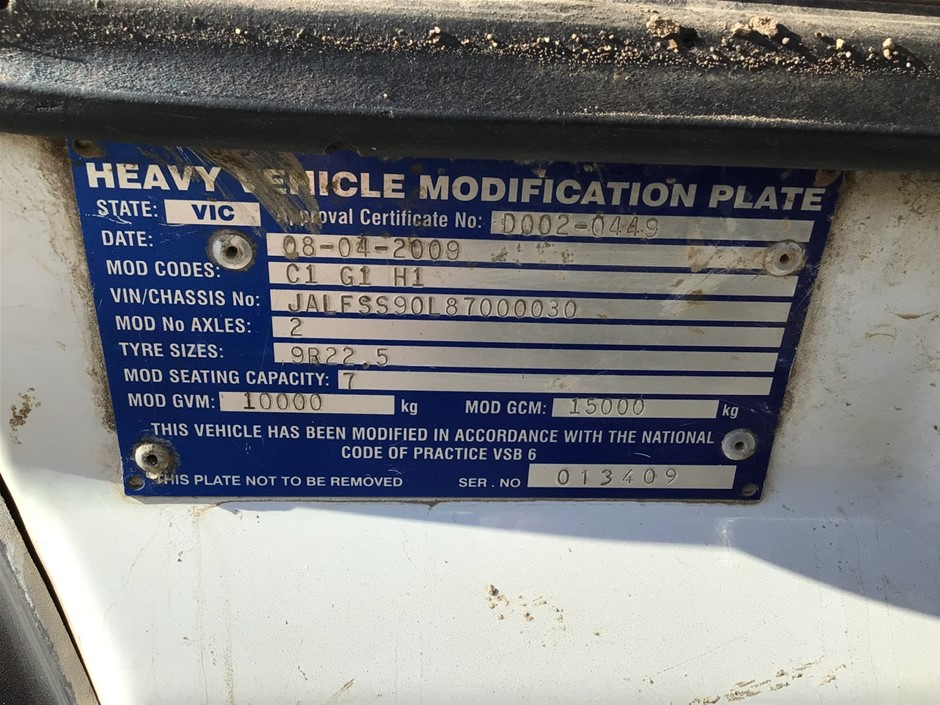 HEAVY VEHICLE MODIFICATION PLATE
STATE: VIC Approval Certificate No: D002-0449
DATE: 08-04-2009
MOD CODES: C1 G1 H1
VIN/CHASSIS No: JALFSS90L87000030
MOD No AXLES: 2
TYRE SIZES: 9R22.5
MOD SEATING CAPACITY: 7
MOD GVM: 10000 kg MOD GCM: 15000 kg
THIS VEHICLE HAS BEEN MODIFIED IN ACCORDANCE WITH THE NATIONAL
CODE OF PRACTICE VSB 6
THIS PLATE NOT TO BE REMOVED SER. NO 013409